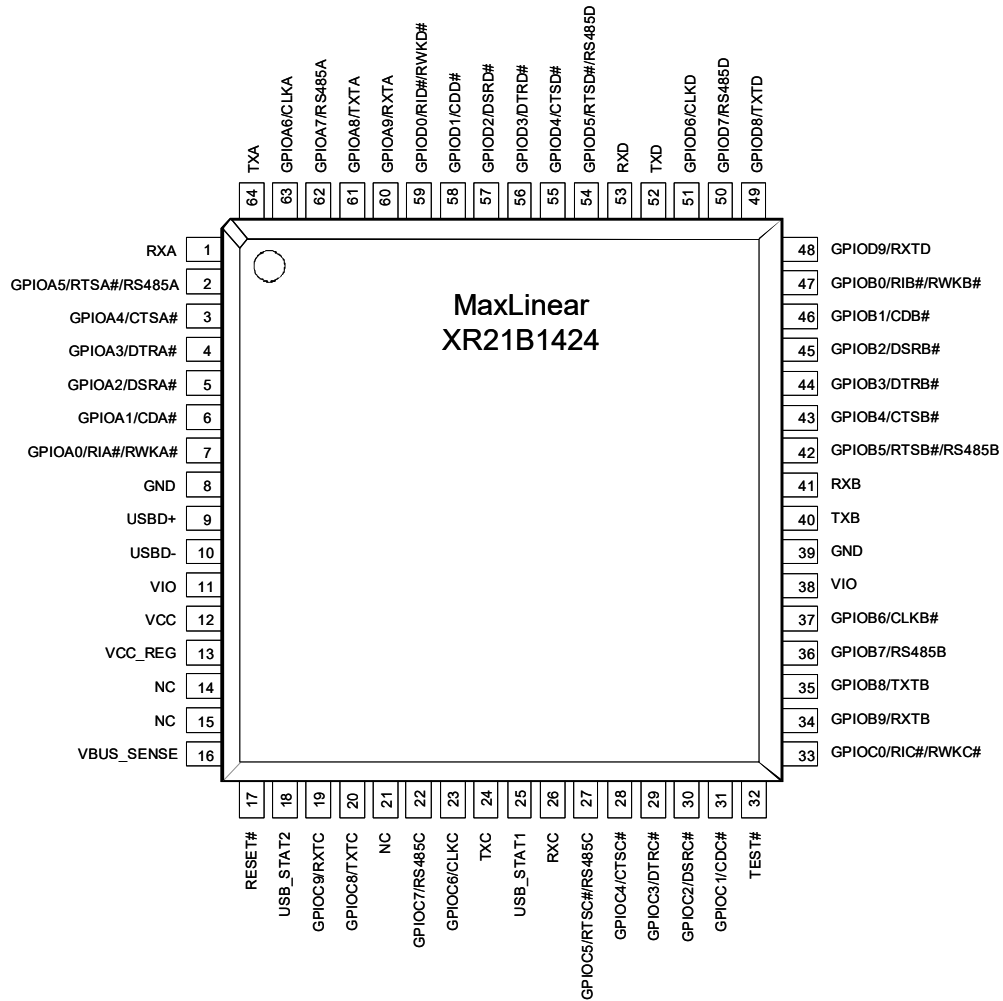 TXA
GPIOA6/CLKA
GPIOA7/RS485A
GPIOA8/TXTA
GPIOA9/RXTA
GPIOD0/RID#/RWKD#
GPIOD1/CDD#
GPIOD2/DSRD#
GPIOD3/DTRD#
GPIOD4/CTSD#
GPIOD5/RTSD#/RS485D
RXD
TXD
GPIOD6/CLKD
GPIOD7/RS485D
GPIOD8/TXTD
64
63
62
61
60
59
58
57
56
55
54
53
52
51
50
49
MaxLinear
XR21B1424
RXA 1
GPIOA5/RTSA#/RS485A 2
GPIOA4/CTSA# 3
GPIOA3/DTRA# 4
GPIOA2/DSRA# 5
GPIOA1/CDA# 6
GPIOA0/RIA#/RWKA# 7
GND 8
USBD+ 9
USBD- 10
VIO 11
VCC 12
VCC_REG 13
NC 14
NC 15
VBUS_SENSE 16
48 GPIOD9/RXTD
47 GPIOB0/RIB#/RWKB#
46 GPIOB1/CDB#
45 GPIOB2/DSRB#
44 GPIOB3/DTRB#
43 GPIOB4/CTSB#
42 GPIOB5/RTSB#/RS485B
41 RXB
40 TXB
39 GND
38 VIO
37 GPIOB6/CLKB#
36 GPIOB7/RS485B
35 GPIOB8/TXTB
34 GPIOB9/RXTB
33 GPIOC0/RIC#/RWKC#
17
18
19
20
21
22
23
24
25
26
27
28
29
30
31
32
RESET#
USB_STAT2
GPIOC9/RXTC
GPIOC8/TXTC
NC
GPIOC7/RS485C
GPIOC6/CLKC
TXC
USB_STAT1
RXC
GPIOC5/RTSC#/RS485C
GPIOC4/CTSC#
GPIOC3/DTRC#
GPIOC2/DSRC#
GPIOC1/CDC#
TEST#